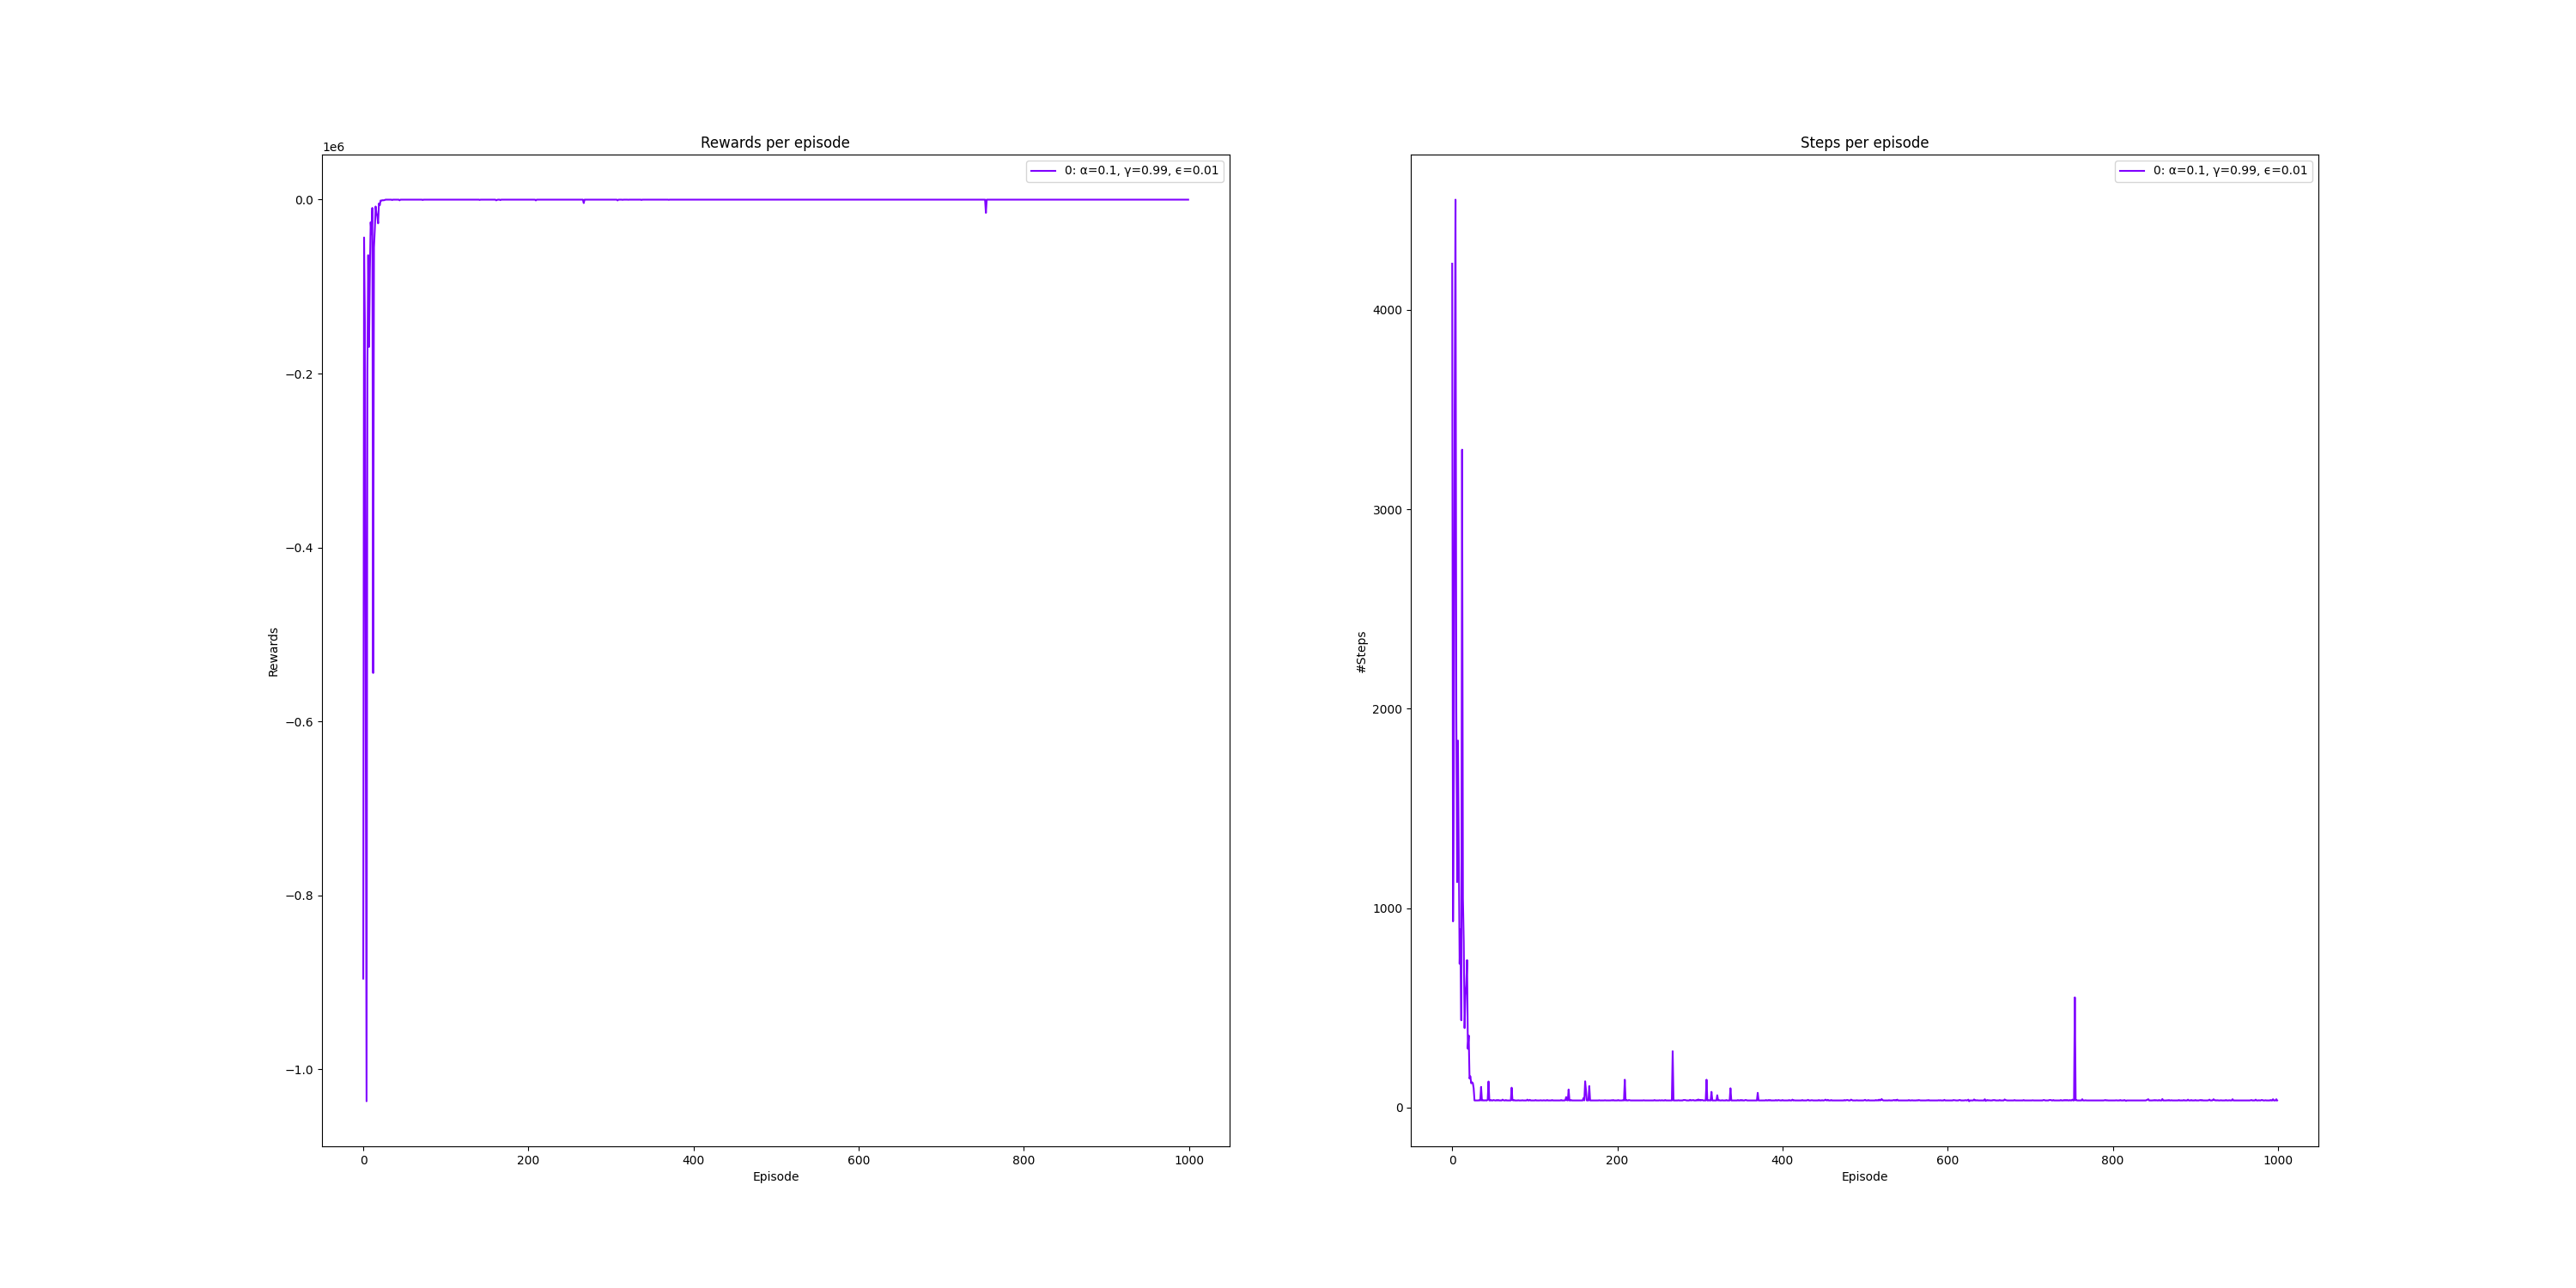 Rewards per episode
1e6
0: α=0.1, γ=0.99, ϵ=0.01
0.0
−0.2
−0.4
−0.6
−0.8
−1.0
Rewards
0 200 400 600 800 1000
Episode
Steps per episode
0: α=0.1, γ=0.99, ϵ=0.01
4000
3000
2000
1000
0
#Steps
0 200 400 600 800 1000
Episode